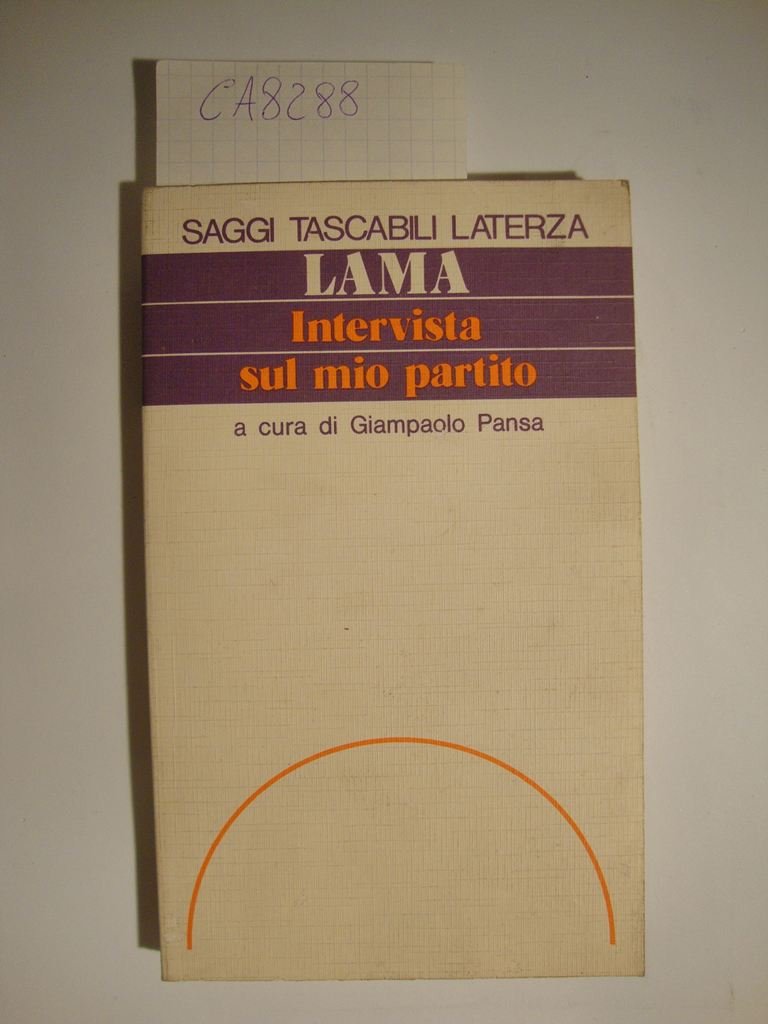 CA8288
SAGGI TASCABILI LATERZA
LAMA
Intervista
sul mio partito
a cura di Giampaolo Pansa